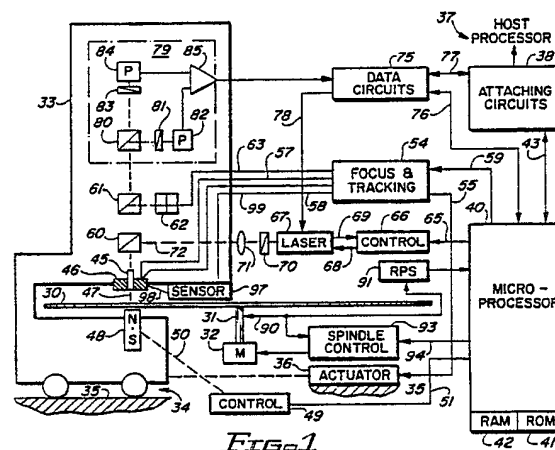 37
HOST
PROCESSOR
79
84
P
85
75
DATA
CIRCUITS
77
38
ATTACHING
CIRCUITS
33
83
78
76
80
81
82
P
63
57
54
FOCUS &
TRACKING
59
43
61
62
99
58
55
40
60
72
67
LASER
69
68
66
CONTROL
65
71
70
46
45
47
98
SENSOR
97
91
RPS
MICRO-
PROCESSOR
30
31
90
93
48
N
S
50
32
M
SPINDLE
CONTROL
94
36
ACTUATOR
35
51
35
34
CONTROL
49
RAM
ROM
42
41
FIG. 1